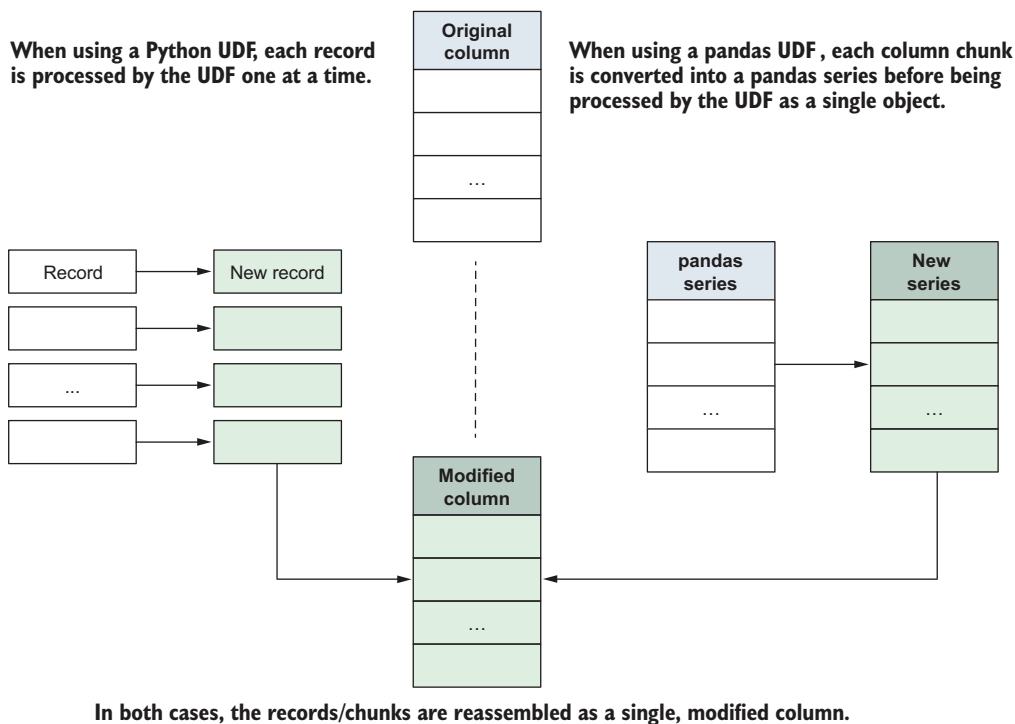 When using a Python UDF, each record
is processed by the UDF one at a time.
Original
column
...
When using a pandas UDF, each column chunk
is converted into a pandas series before being
processed by the UDF as a single object.
Record
New record
...
pandas
series
...
New
series
...
Modified
column
...
In both cases, the records/chunks are reassembled as a single, modified column.